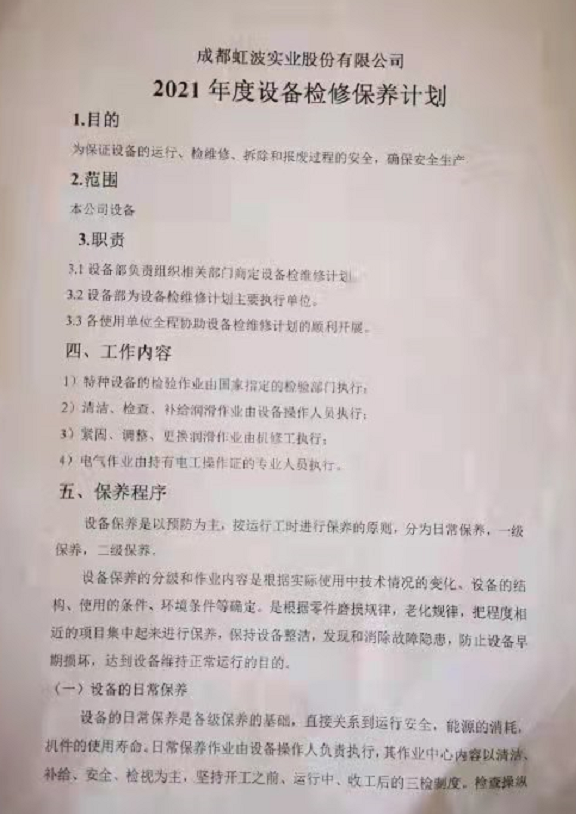 成都虹波实业股份有限公司
2021 年度设备检修保养计划
1.目的
为保证设备的运行、检维修、拆除和报废过程的安全，确保安全生产
2.范围
本公司设备
3.职责
3.1 设备部负责组织相关部门商定设备检维修计划。
3.2 设备部为设备检维修计划主要执行单位。
3.3 各使用单位全程协助设备检维修计划的顺利开展。
四、工作内容
1）特种设备的检验作业由国家指定的检验部门执行；
2）清洁、检查、补给润滑作业由设备操作人员执行；
3）紧固、调整、更换润滑作业由机修工执行；
4）电气作业由持有电工操作证的专业人员执行。
五、保养程序
设备保养是以预防为主，按运行工时进行保养的原则，分为日常保养，一级
保养，二级保养.
设备保养的分级和作业内容是根据实际使用中技术情况的变化、设备的结
构、使用的条件、环境条件等确定。是根据零件磨损规律，老化规律，把程度相
近的项目集中起来进行保养，保持设备整洁，发现和消除故障隐患，防止设备早
期损坏，达到设备维持正常运行的目的。
（一）设备的日常保养
设备的日常保养是各级保养的基础，直接关系到运行安全，能源的消耗，
机件的使用寿命。日常保养作业由设备操作人负责执行，其作业中心内容以清洁、
补给、安全、检视为主，坚持开工之前、运行中、收工后的三检制度。检查操纵